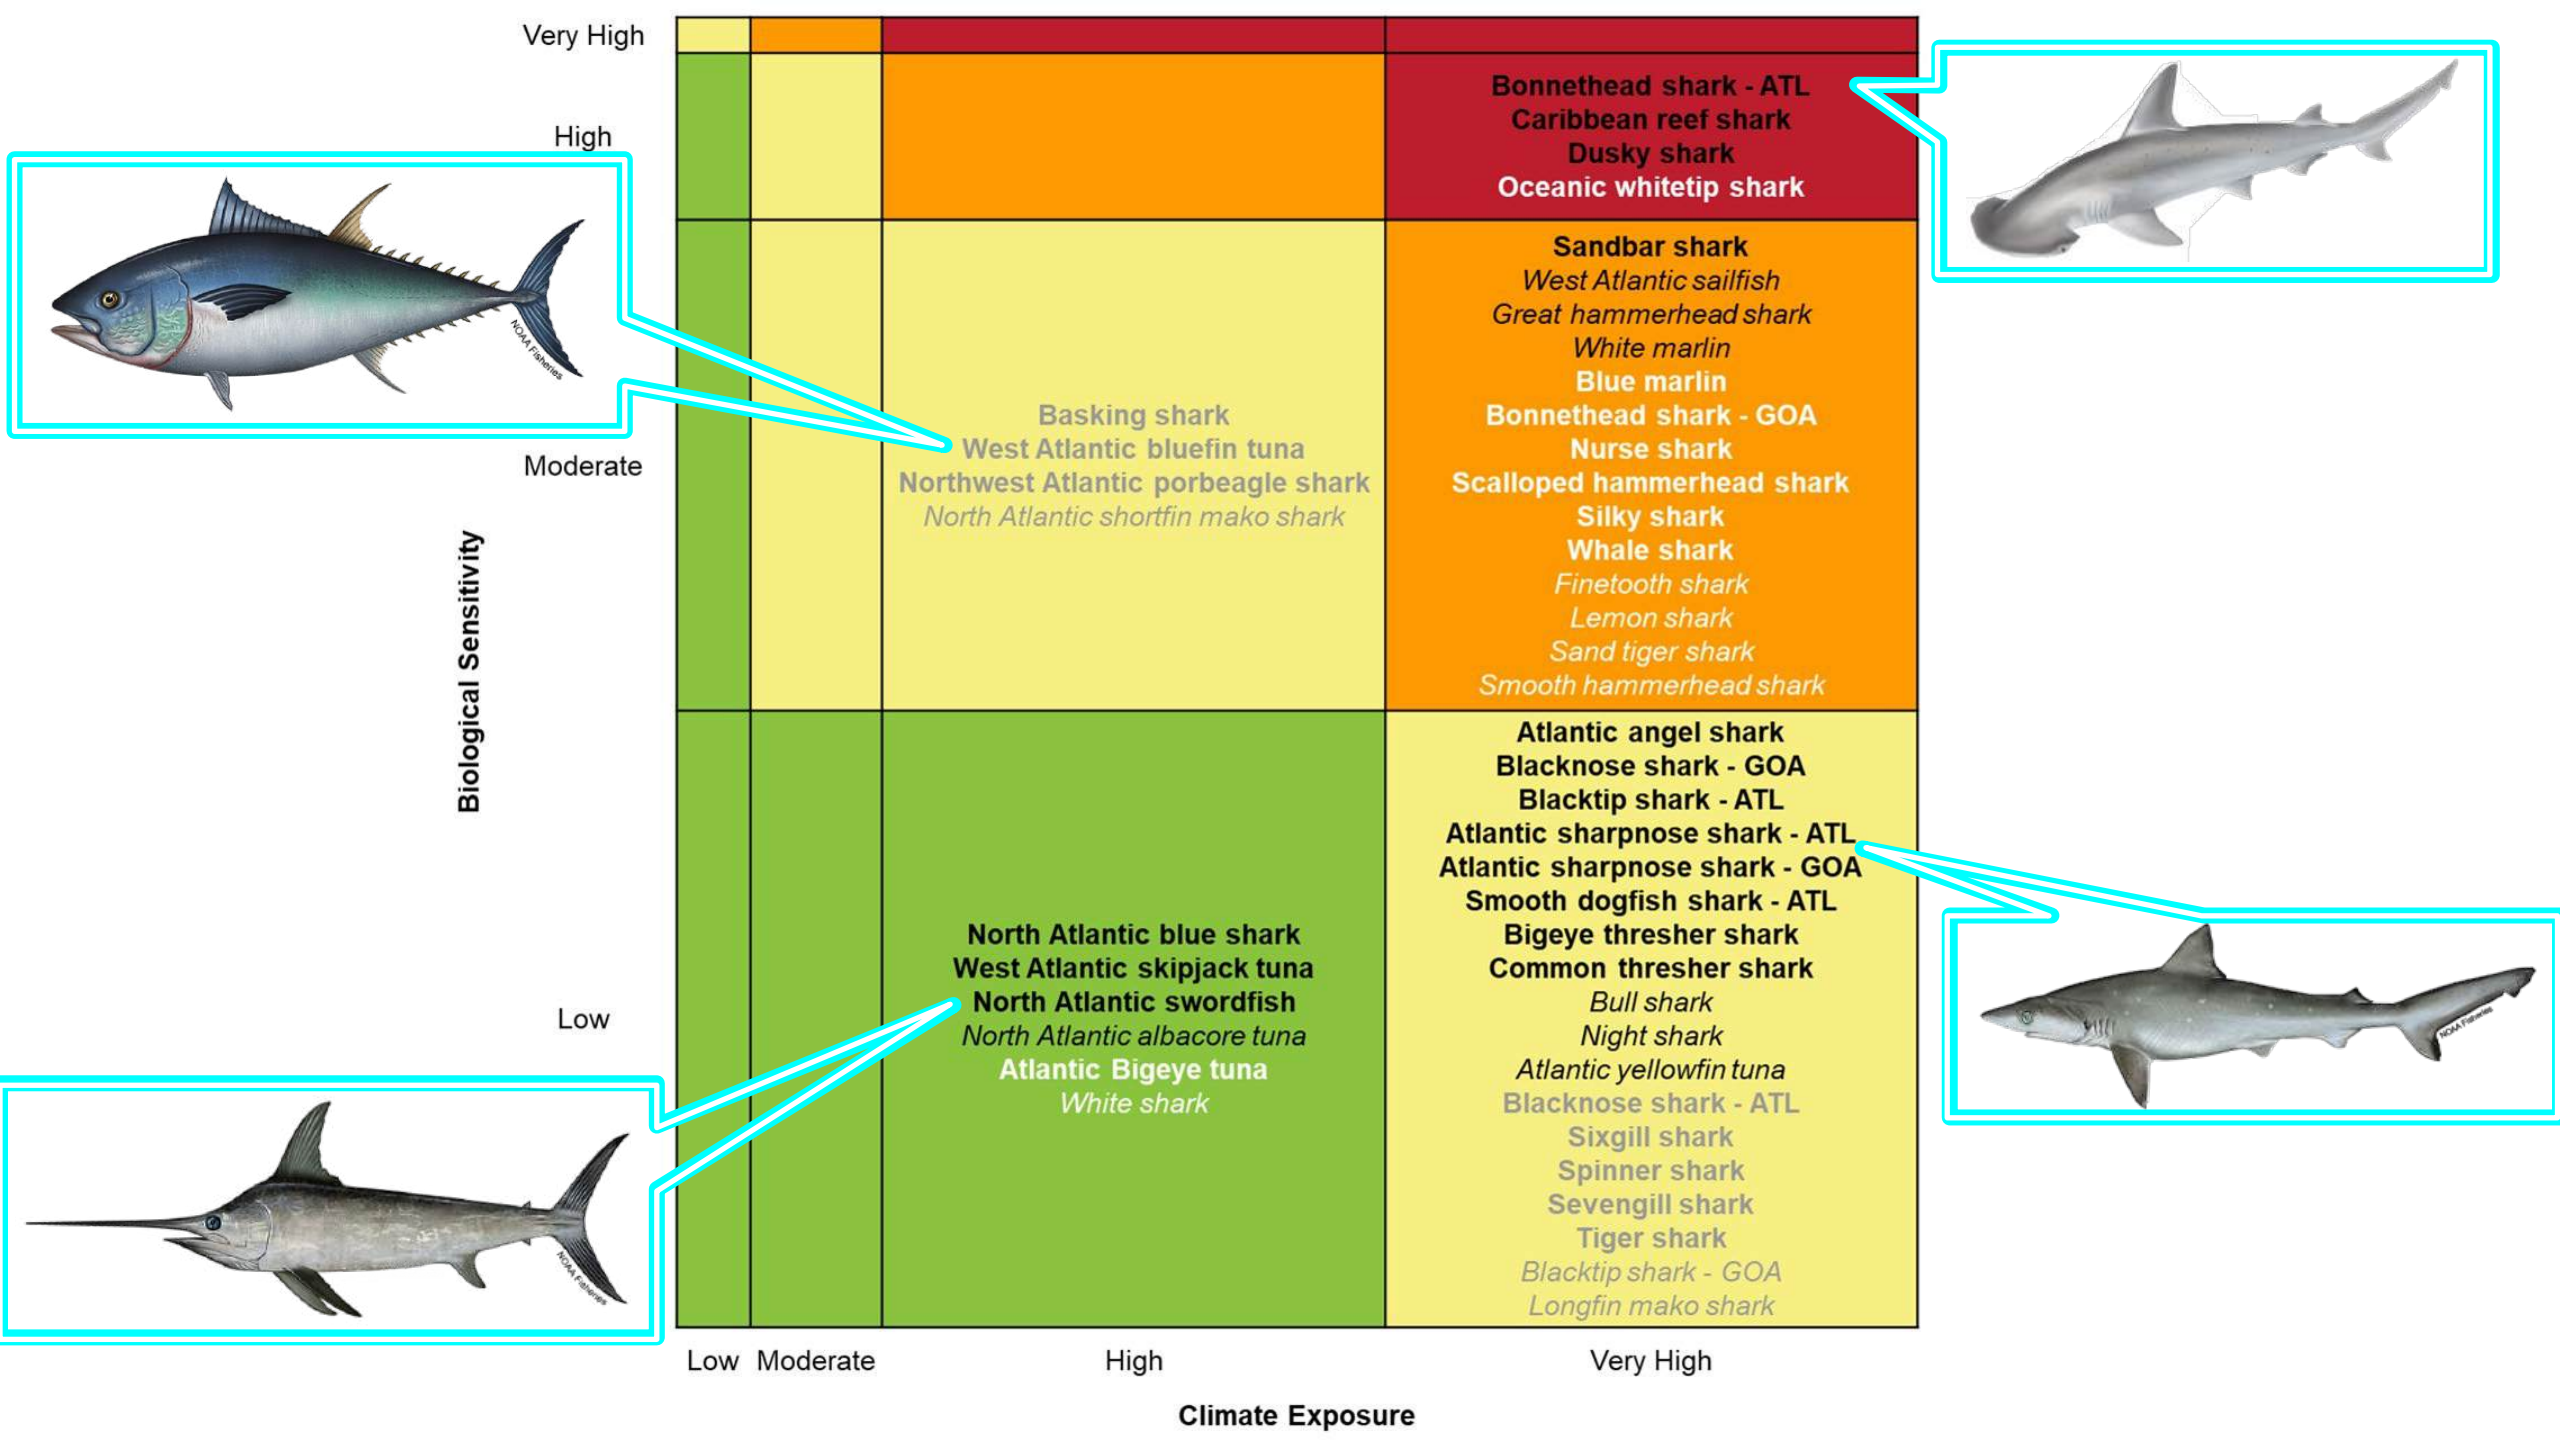 Very High
High
Moderate
Low
Biological Sensitivity
Bonnethead shark - ATL
Caribbean reef shark
Dusky shark
Oceanic whitetip shark
Basking shark
West Atlantic bluefin tuna
Northwest Atlantic porbeagle shark
North Atlantic shortfin mako shark
Sandbar shark
West Atlantic sailfish
Great hammerhead shark
White marlin
Blue marlin
Bonnethead shark - GOA
Nurse shark
Scalloped hammerhead shark
Silky shark
Whale shark
Finetooth shark
Lemon shark
Sand tiger shark
Smooth hammerhead shark
North Atlantic blue shark
West Atlantic skipjack tuna
North Atlantic swordfish
North Atlantic albacore tuna
Atlantic Bigeye tuna
White shark
Atlantic angel shark
Blacknose shark - GOA
Blacktip shark - ATL
Atlantic sharpnose shark - ATL
Atlantic sharpnose shark - GOA
Smooth dogfish shark - ATL
Bigeye thresher shark
Common thresher shark
Bull shark
Night shark
Atlantic yellowfin tuna
Blacknose shark - ATL
Sixgill shark
Spinner shark
Sevengill shark
Tiger shark
Blacktip shark - GOA
Longfin mako shark
Low
Moderate
High
Very High
Climate Exposure
NOAA Fisheries
NOAA Fisheries
NOAA Fisheries